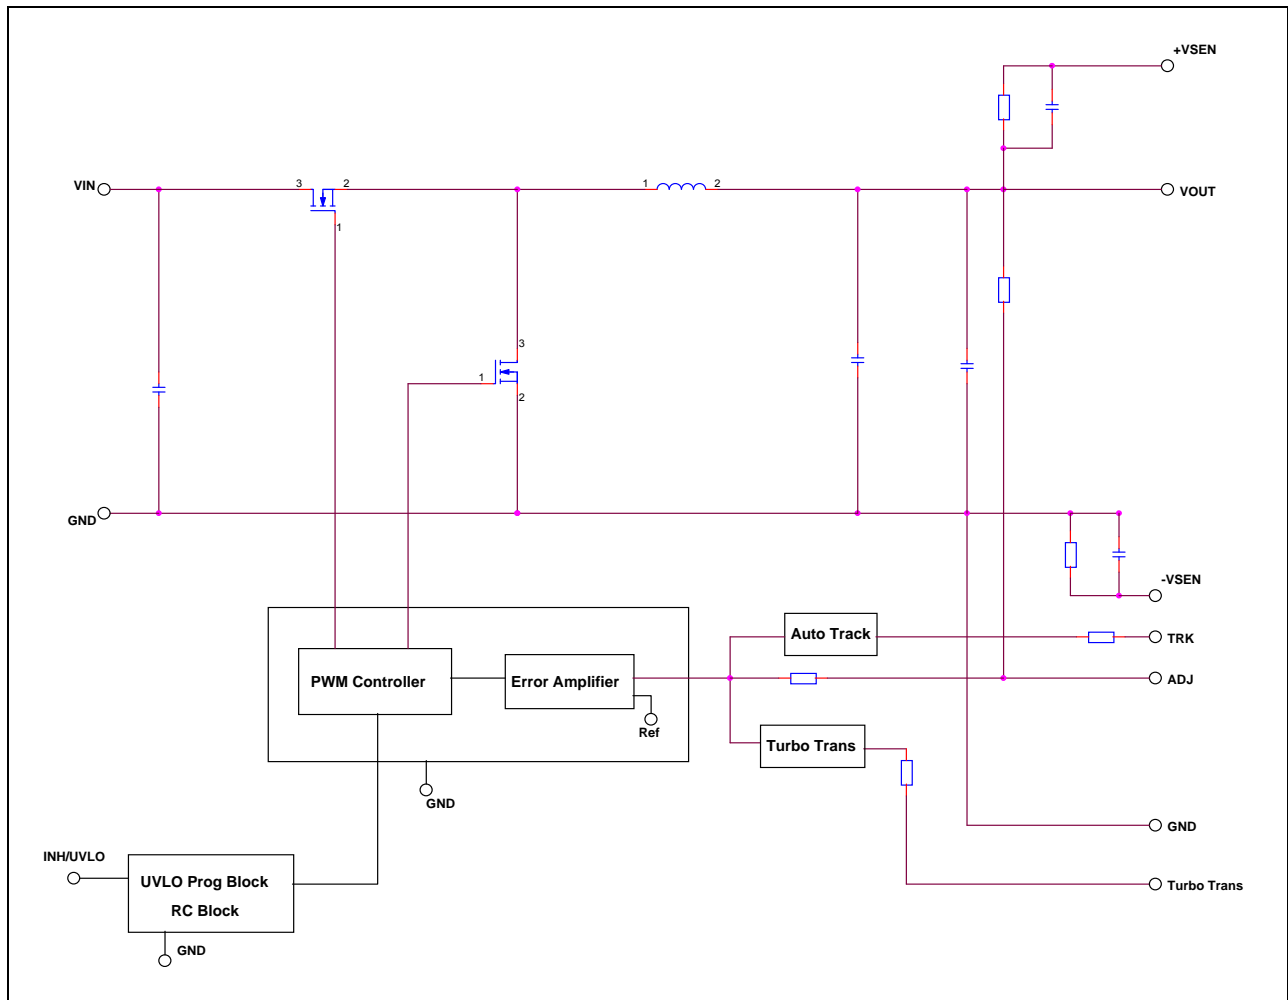 +VSEN
VIN
3
2
1
2
VOUT
1
3
1
2
GND
-VSEN
Auto Track
TRK
PWM Controller
Error Amplifier
ADJ
Ref
Turbo Trans
GND
GND
INH/UVLO
UVLO Prog Block
RC Block
Turbo Trans
GND